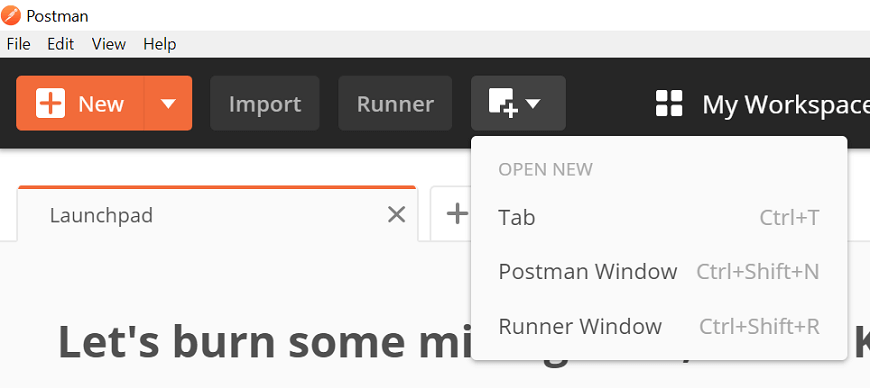 Postman
File Edit View Help
New Import Runner My Workspace
OPEN NEW
Tab Ctrl+T
Postman Window Ctrl+Shift+N
Runner Window Ctrl+Shift+R
Launchpad
Let's burn some mi